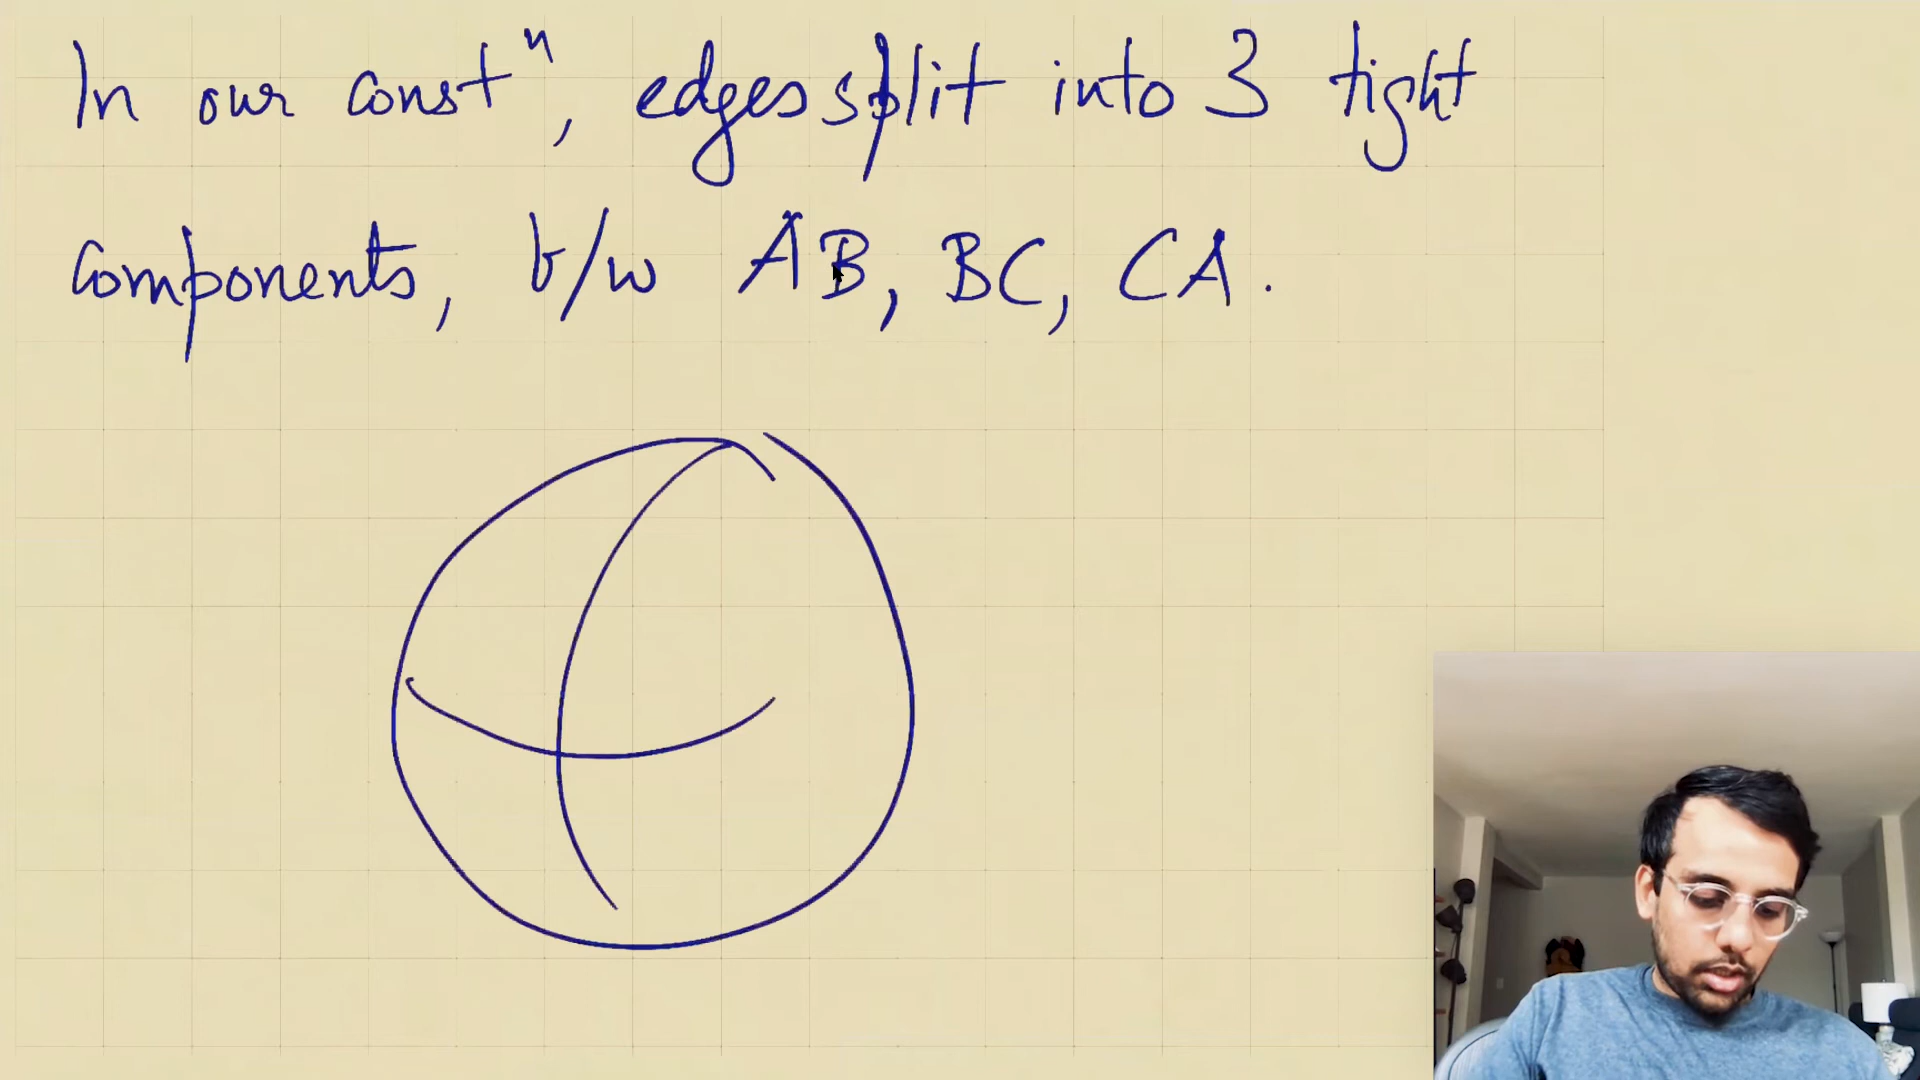 In our constⁿ, edges split into 3 tight
components, b/w AB, BC, CA.